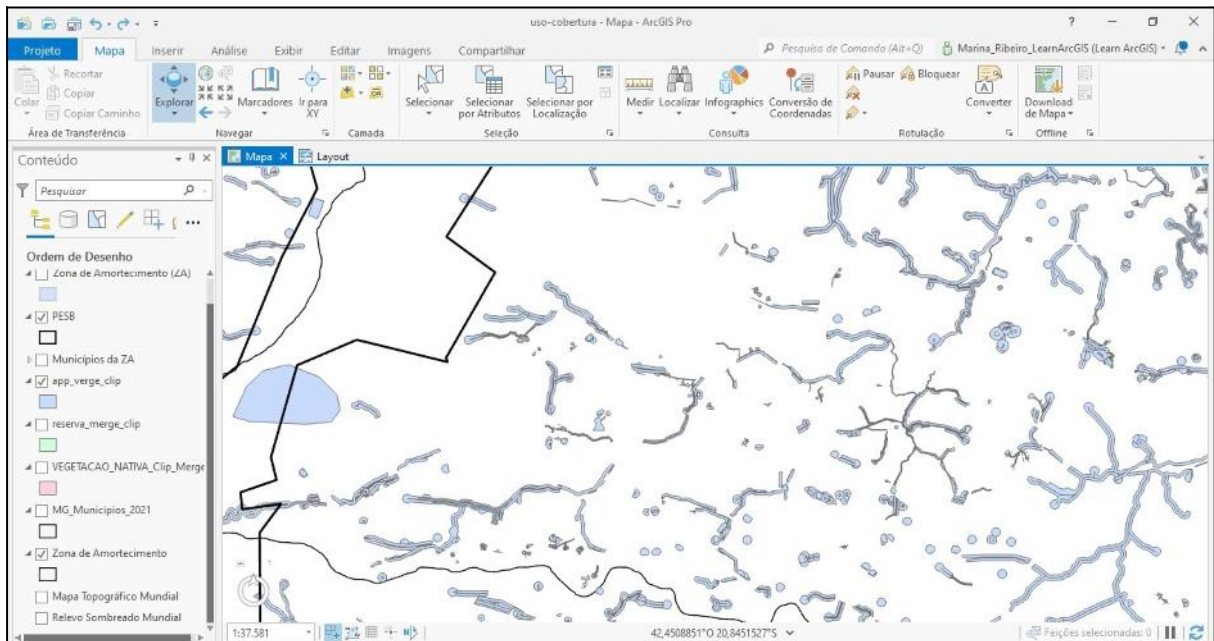 uso-cobertura - Mapa - ArcGIS Pro
Projeto Mapa Inserir Análise Exibir Editar Imagens Compartilhar
Pesquisa de Comando (Alt+Q)
Marina_Ribeiro_LearnArcGIS (Learn ArcGIS)
Colar
Recortar
Copiar
Copiar Caminho
Área de Transferência
Explorar
Marcadores
Ir para XY
Navegar
Camada
Selecionar
Selecionar por Atributos
Selecionar por Localização
Seleção
Medir
Localizar
Infographics
Conversão de Coordenadas
Consulta
Pausar
Bloquear
Converter
Rotulação
Download de Mapa
Offline
Conteúdo
Pesquisar
Ordem de Desenho
Zona de Amortecimento (ZA)
PESB
Municípios da ZA
app_verge_clip
reserva_merge_clip
VEGETACAO_NATIVA_Clip_Merge
MG_Municipios_2021
Zona de Amortecimento
Mapa Topográfico Mundial
Relevo Sombreado Mundial
Mapa
Layout
1:37.581
42,4508851°O 20,8451527°S
Feições selecionadas: 0